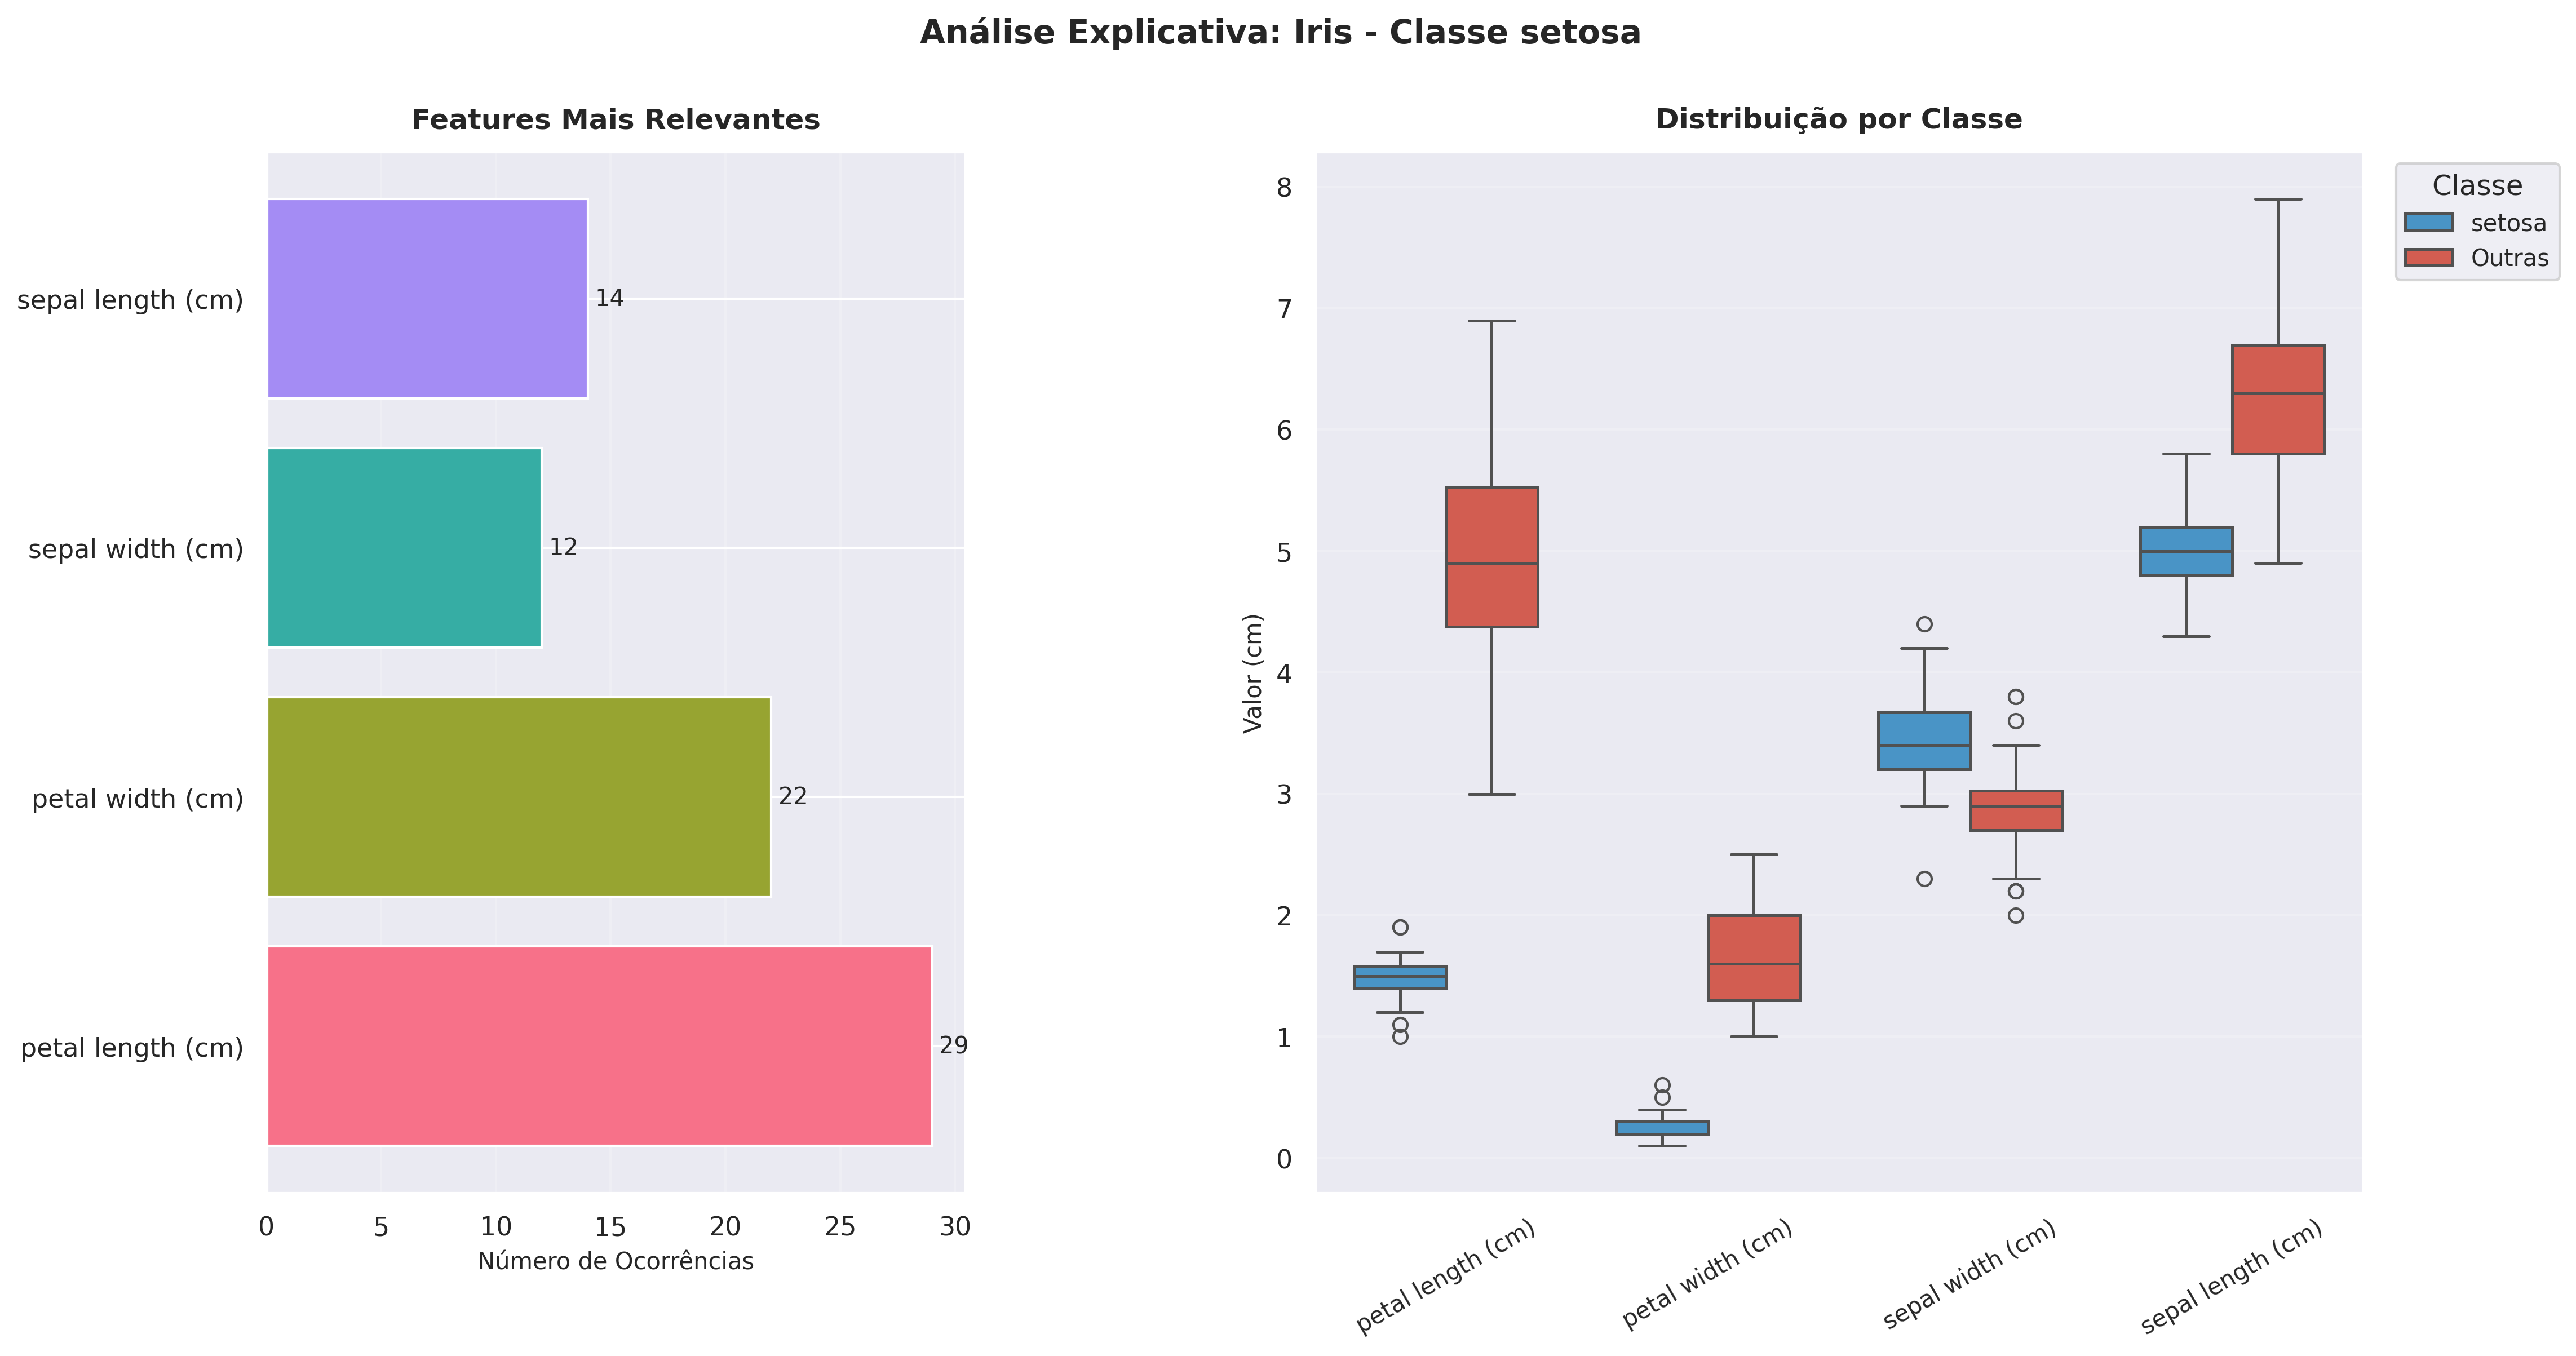 Análise Explicativa: Iris - Classe setosa
Features Mais Relevantes
sepal length (cm)
14
sepal width (cm)
12
petal width (cm)
22
petal length (cm)
29
0 5 10 15 20 25 30
Número de Ocorrências
Distribuição por Classe
Valor (cm)
8
7
6
5
4
3
2
1
0
petal length (cm)
petal width (cm)
sepal width (cm)
sepal length (cm)
Classe
setosa
Outras